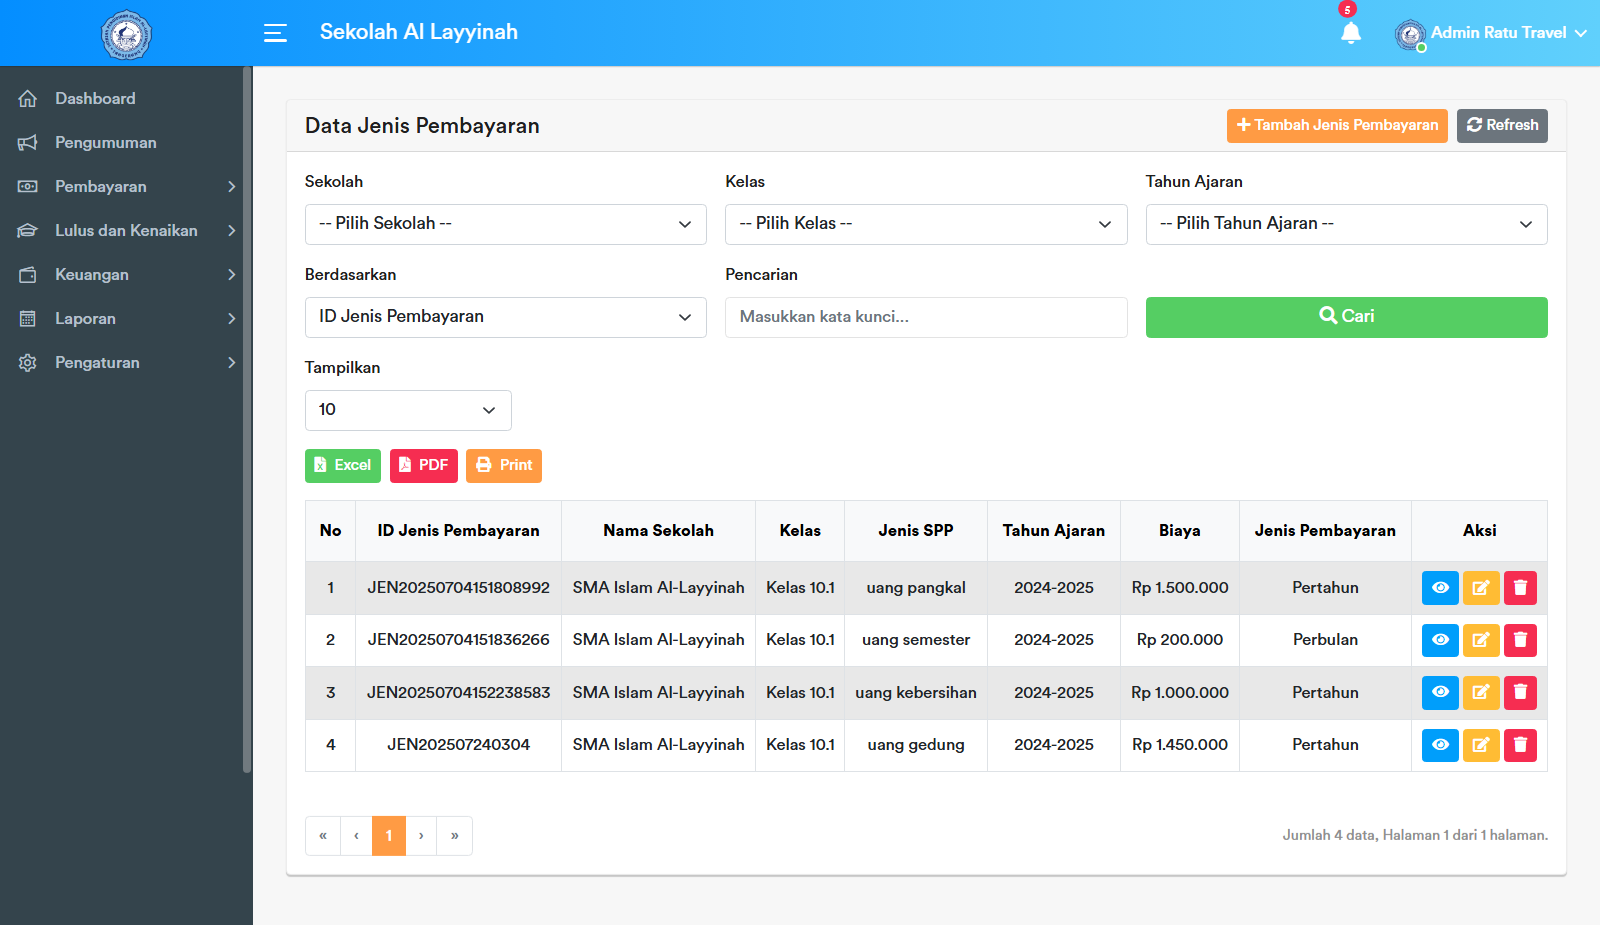 Sekolah Al Layyinah
5
Admin Ratu Travel
Dashboard
Pengumuman
Pembayaran
Lulus dan Kenaikan
Keuangan
Laporan
Pengaturan
Data Jenis Pembayaran
Tambah Jenis Pembayaran
Refresh
Sekolah Kelas Tahun Ajaran
-- Pilih Sekolah -- -- Pilih Kelas -- -- Pilih Tahun Ajaran --
Berdasarkan Pencarian
ID Jenis Pembayaran Masukkan kata kunci... Cari
Tampilkan
10
Excel PDF Print
No ID Jenis Pembayaran Nama Sekolah Kelas Jenis SPP Tahun Ajaran Biaya Jenis Pembayaran Aksi
1 JEN20250704151808992 SMA Islam Al-Layyinah Kelas 10.1 uang pangkal 2024-2025 Rp 1.500.000 Pertahun
2 JEN20250704151836266 SMA Islam Al-Layyinah Kelas 10.1 uang semester 2024-2025 Rp 200.000 Perbulan
3 JEN20250704152238583 SMA Islam Al-Layyinah Kelas 10.1 uang kebersihan 2024-2025 Rp 1.000.000 Pertahun
4 JEN202507240304 SMA Islam Al-Layyinah Kelas 10.1 uang gedung 2024-2025 Rp 1.450.000 Pertahun
« ‹ 1 › »
Jumlah 4 data, Halaman 1 dari 1 halaman.